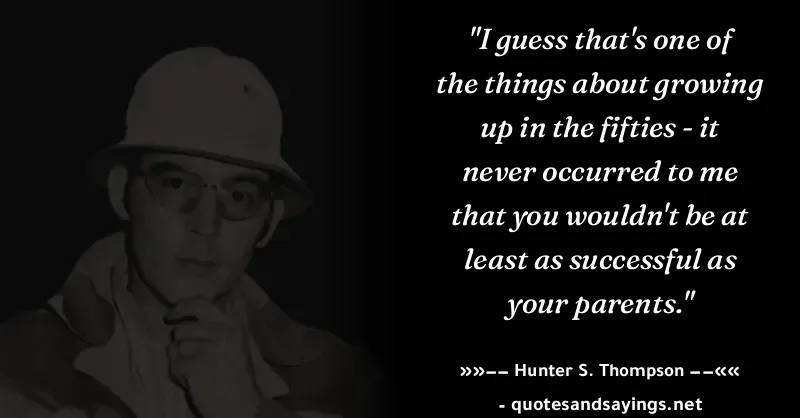 "I guess that's one of
the things about growing
up in the fifties - it
never occurred to me
that you wouldn't be at
least as successful as
your parents."
»»−− Hunter S. Thompson −−««
- quotesandsayings.net